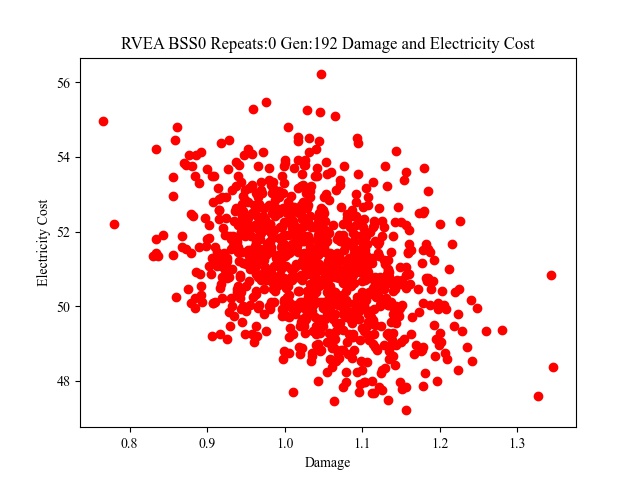 RVEA BSS0 Repeats:0 Gen:192 Damage and Electricity Cost
56
54
52
50
48
Electricity Cost
0.8 0.9 1.0 1.1 1.2 1.3
Damage